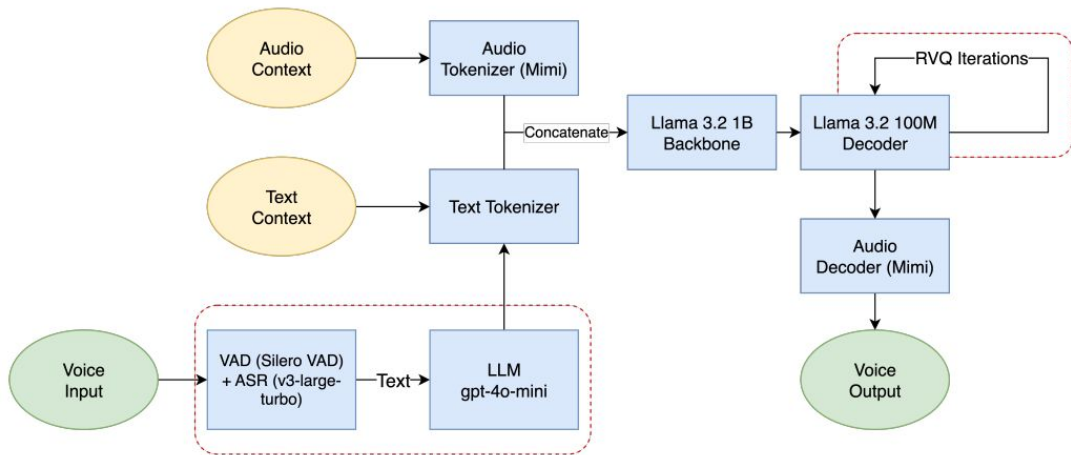 Audio
Context
Audio
Tokenizer (Mimi)
RVQ Iterations
Concatenate
Llama 3.2 1B
Backbone
Llama 3.2 100M
Decoder
Text
Context
Text Tokenizer
Audio
Decoder (Mimi)
Voice
Input
VAD (Silero VAD)
+ ASR (v3-large-
turbo)
Text
LLM
gpt-4o-mini
Voice
Output